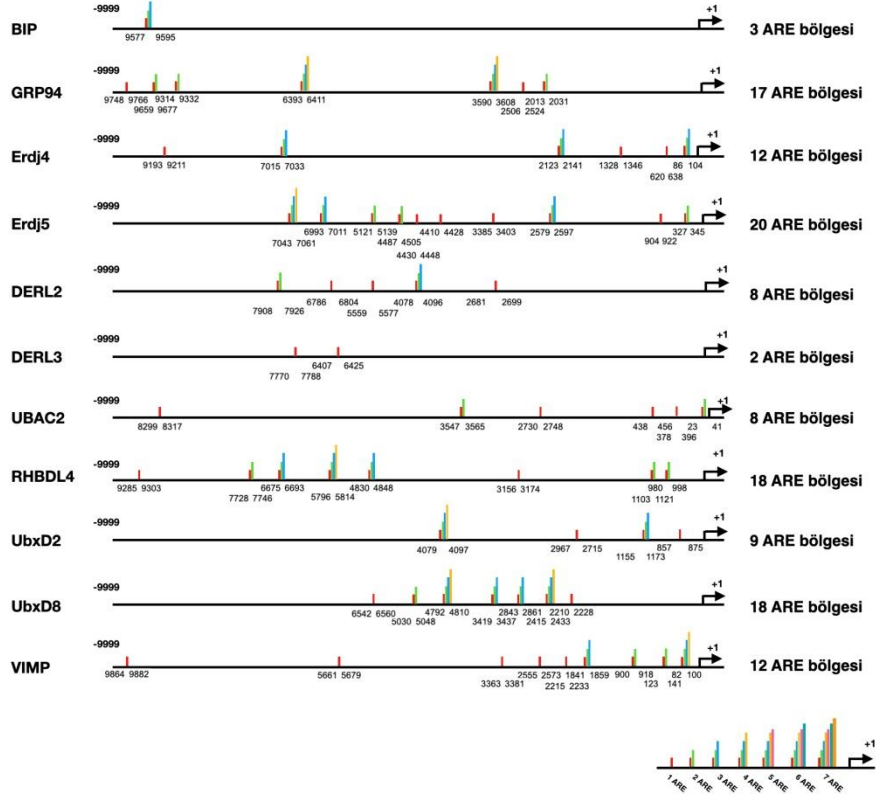 -9999 +1
BIP 3 ARE bölgesi
9577 9595
-9999 +1
GRP94 17 ARE bölgesi
9748 9766 9314 9332 6393 6411 3590 3608 2013 2031
9659 9677 2506 2524
-9999 +1
Erdj4 12 ARE bölgesi
9193 9211 7015 7033 2123 2141 1328 1346 86 104
620 638
-9999 +1
Erdj5 20 ARE bölgesi
6993 7011 5121 5139 4410 4428 3385 3403 2579 2597 327 345
7043 7061 4487 4505 904 922
4430 4448
-9999 +1
DERL2 8 ARE bölgesi
6786 6804 4078 4096 2681 2699
7908 7926 5559 5577
-9999 +1
DERL3 2 ARE bölgesi
6407 6425
7770 7788
-9999 +1
UBAC2 8 ARE bölgesi
8299 8317 3547 3565 2730 2748 438 456 23 41
378 396
-9999 +1
RHBDL4 18 ARE bölgesi
9285 9303 6675 6693 4830 4848 3156 3174 980 998
7728 7746 5796 5814 1103 1121
-9999 +1
UbxD2 9 ARE bölgesi
4079 4097 2967 2715 857 875
1155 1173
-9999 +1
UbxD8 18 ARE bölgesi
6542 6560 4792 4810 2843 2861 2210 2228
5030 5048 3419 3437 2415 2433
-9999 +1
VIMP 12 ARE bölgesi
9864 9882 5661 5679 2555 2573 1841 1859 900 918 82 100
3363 3381 2215 2233 123 141
+1
1 ARE 2 ARE 3 ARE 4 ARE 5 ARE 6 ARE 7 ARE